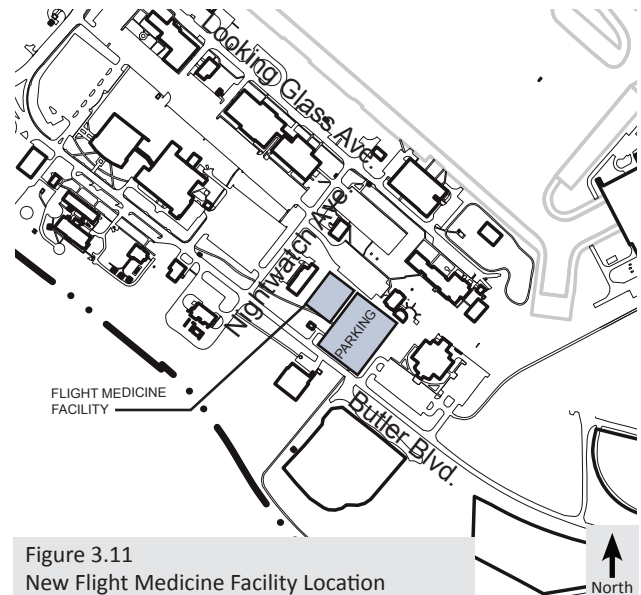 Looking Glass Ave.
Nightwatch Ave
PARKING
FLIGHT MEDICINE
FACILITY
Butler Blvd.
Figure 3.11
New Flight Medicine Facility Location
North